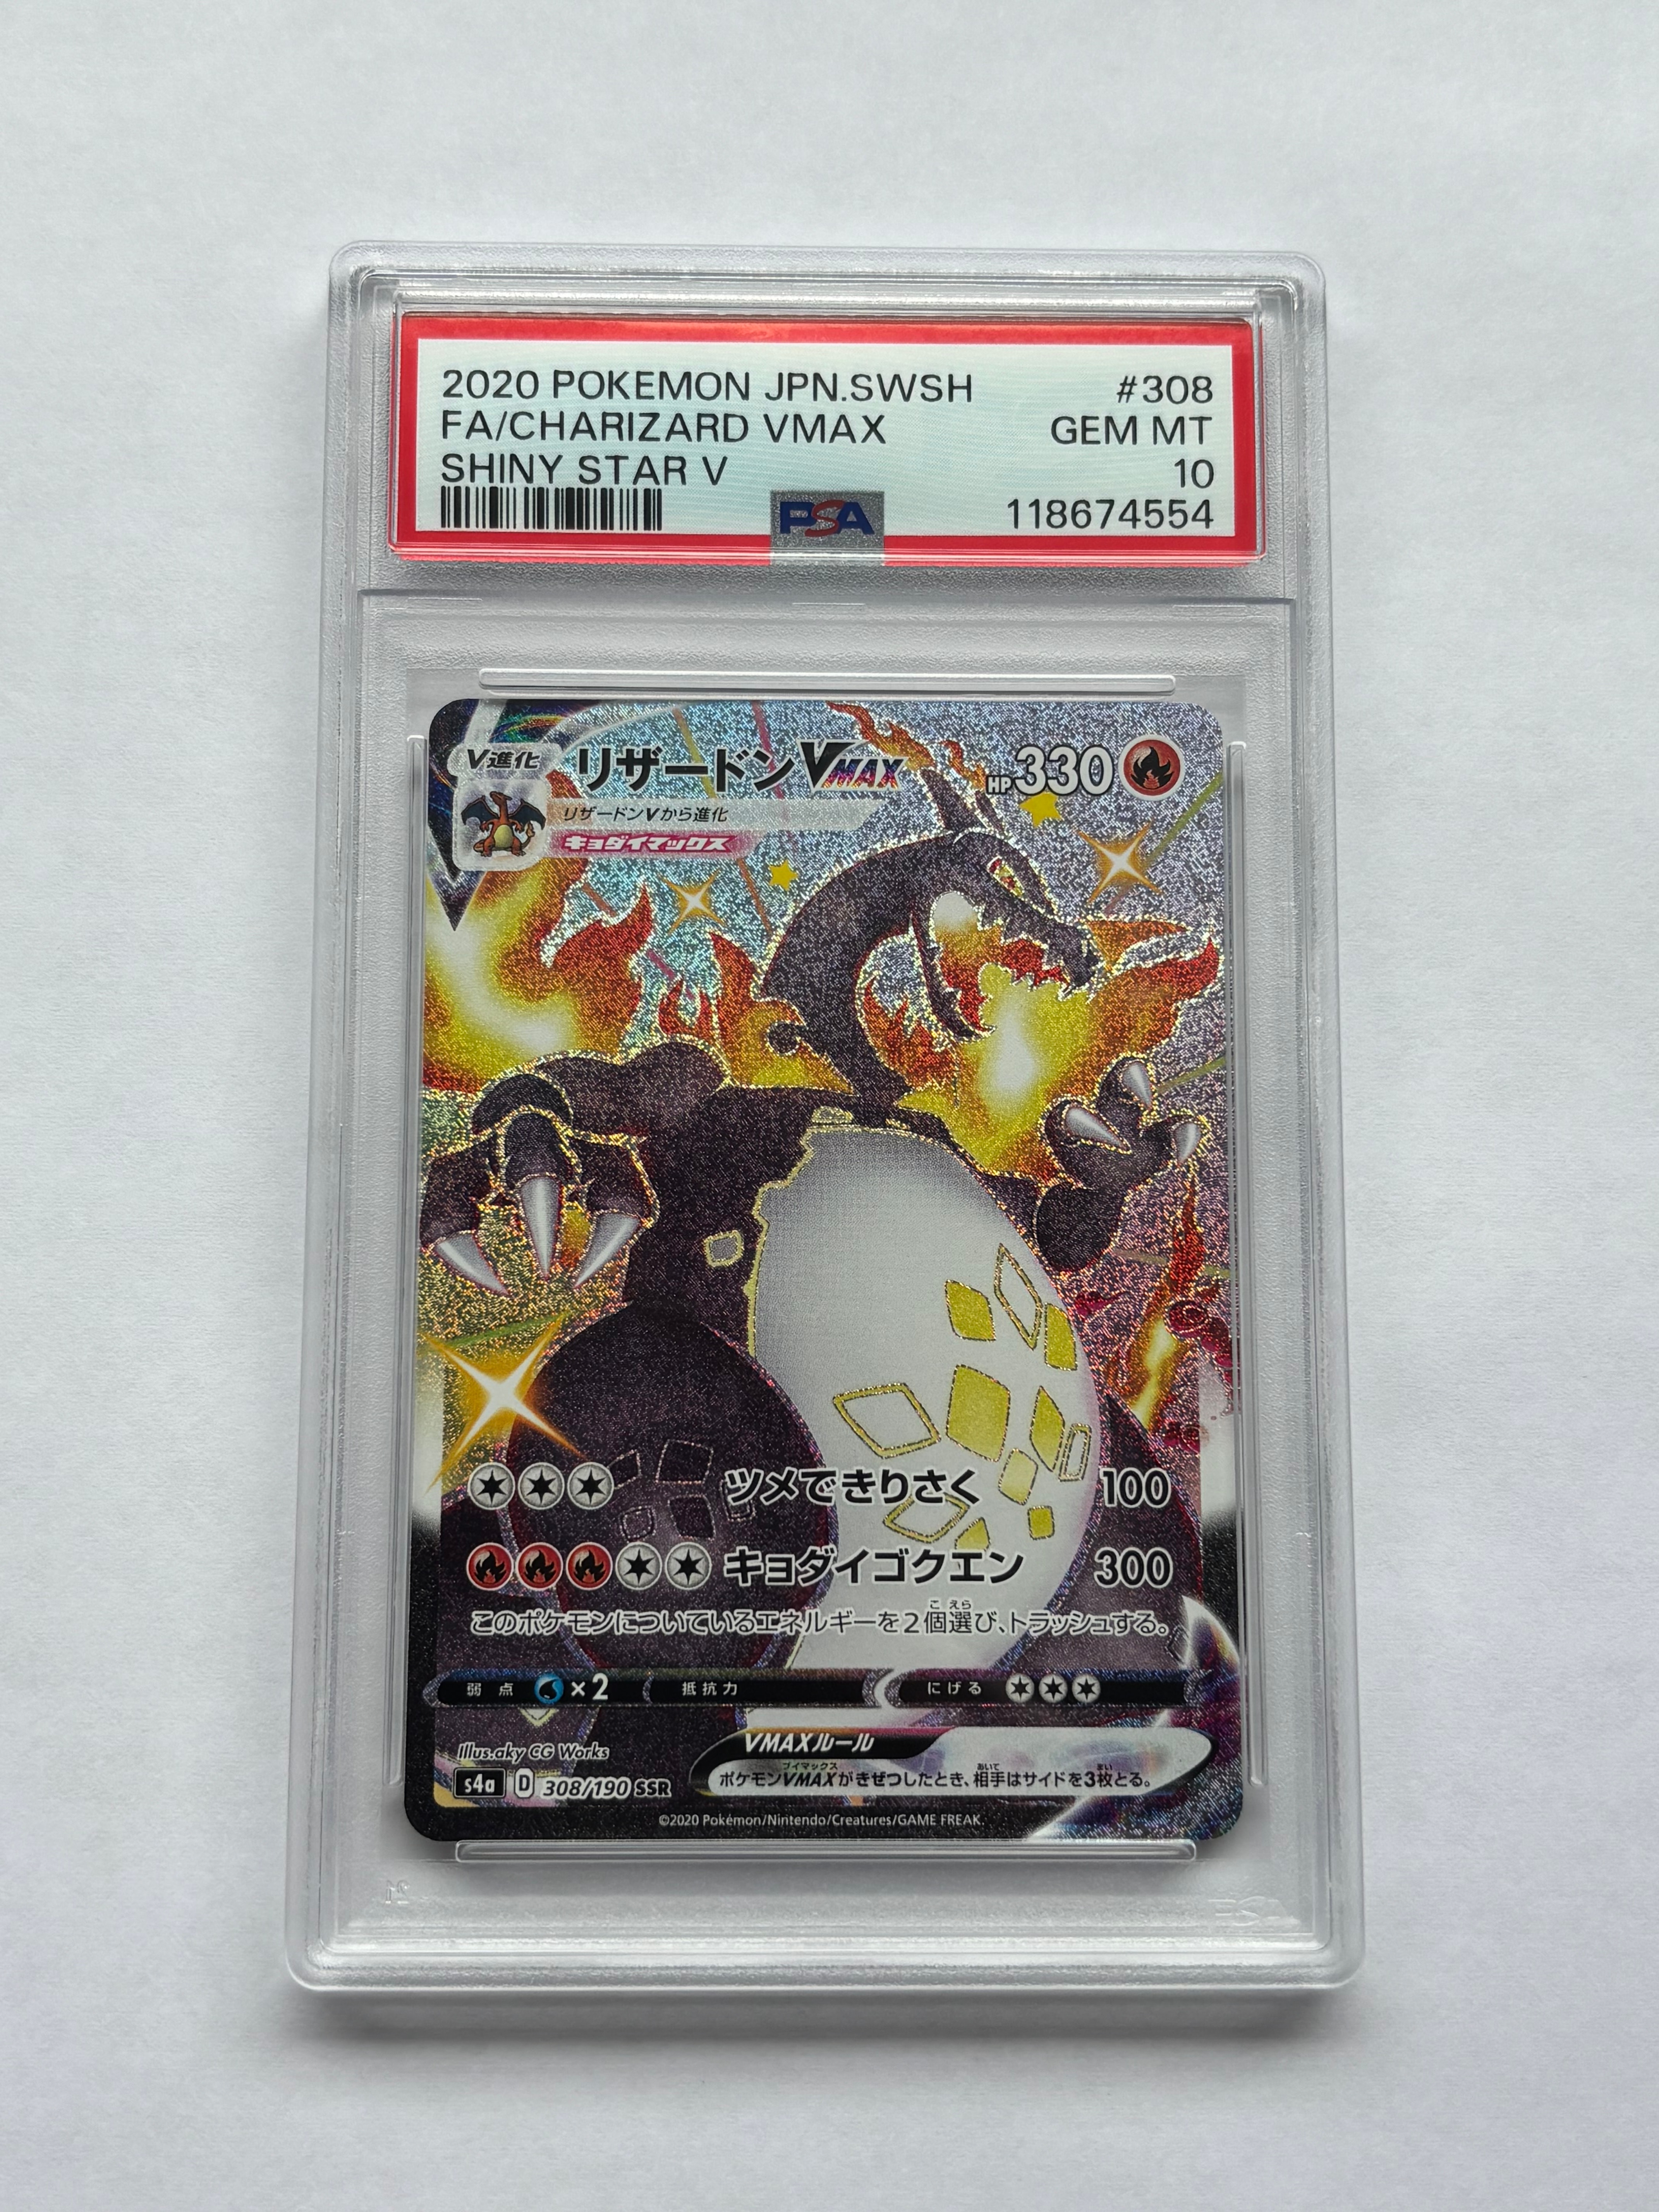 2020 POKEMON JPN.SWSH #308
FA/CHARIZARD VMAX GEM MT
SHINY STAR V 10
PSA 118674554
V進化 リザードンVMAX HP330
リザードンVから進化
キョダイマックス
ツメできりさく 100
キョダイゴクエン 300
このポケモンについているエネルギーを2個選び、トラッシュする。
弱点 ×2 抵抗力 にげる
Illus.aky CG Works
VMAXルール
ポケモンVMAXがきぜつしたとき、相手はサイドを3枚とる。
s4a D 308/190 SSR
©2020 Pokémon/Nintendo/Creatures/GAME FREAK.
21 PSA